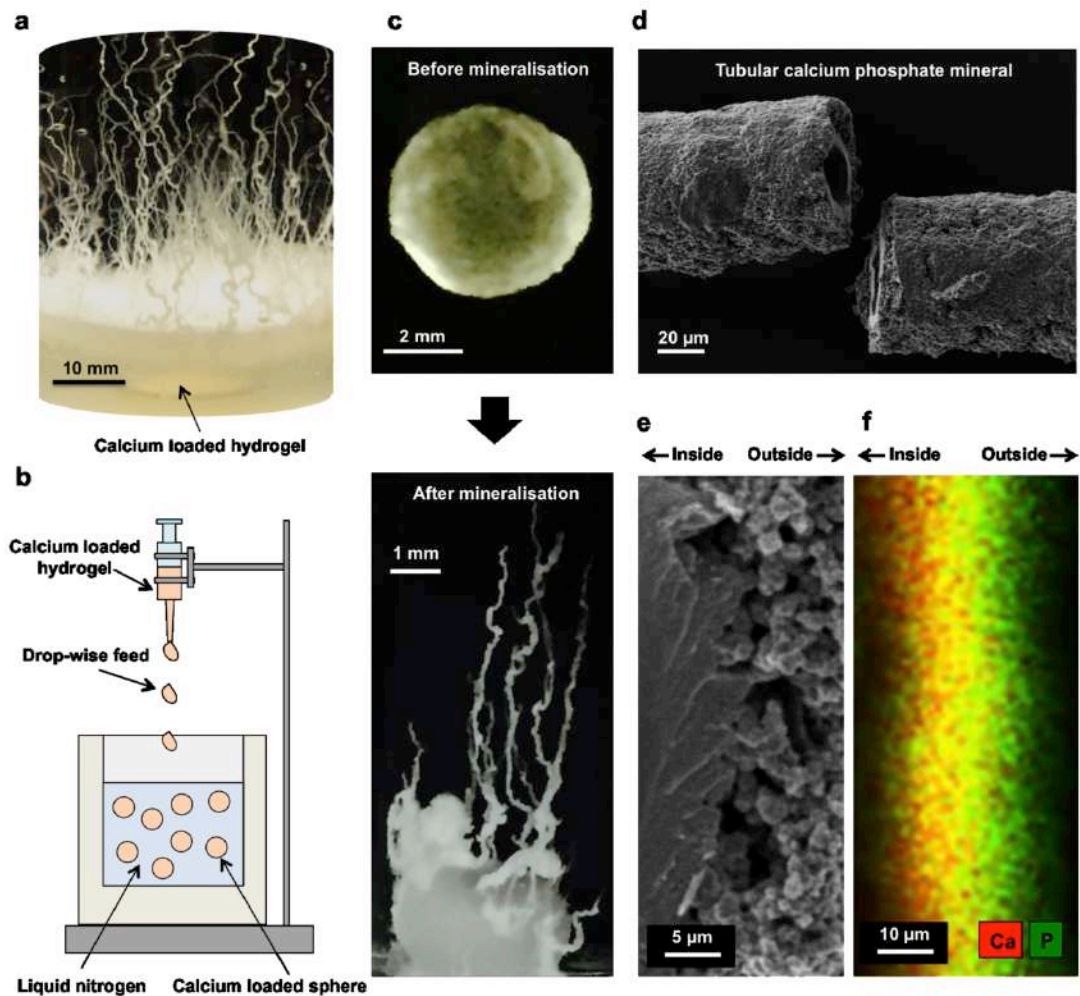 a
10 mm
Calcium loaded hydrogel
b
Calcium loaded
hydrogel
Drop-wise feed
Liquid nitrogen
Calcium loaded sphere
c
Before mineralisation
2 mm
After mineralisation
1 mm
d
Tubular calcium phosphate mineral
20 µm
e
← Inside Outside →
5 µm
f
← Inside Outside →
10 µm
Ca P